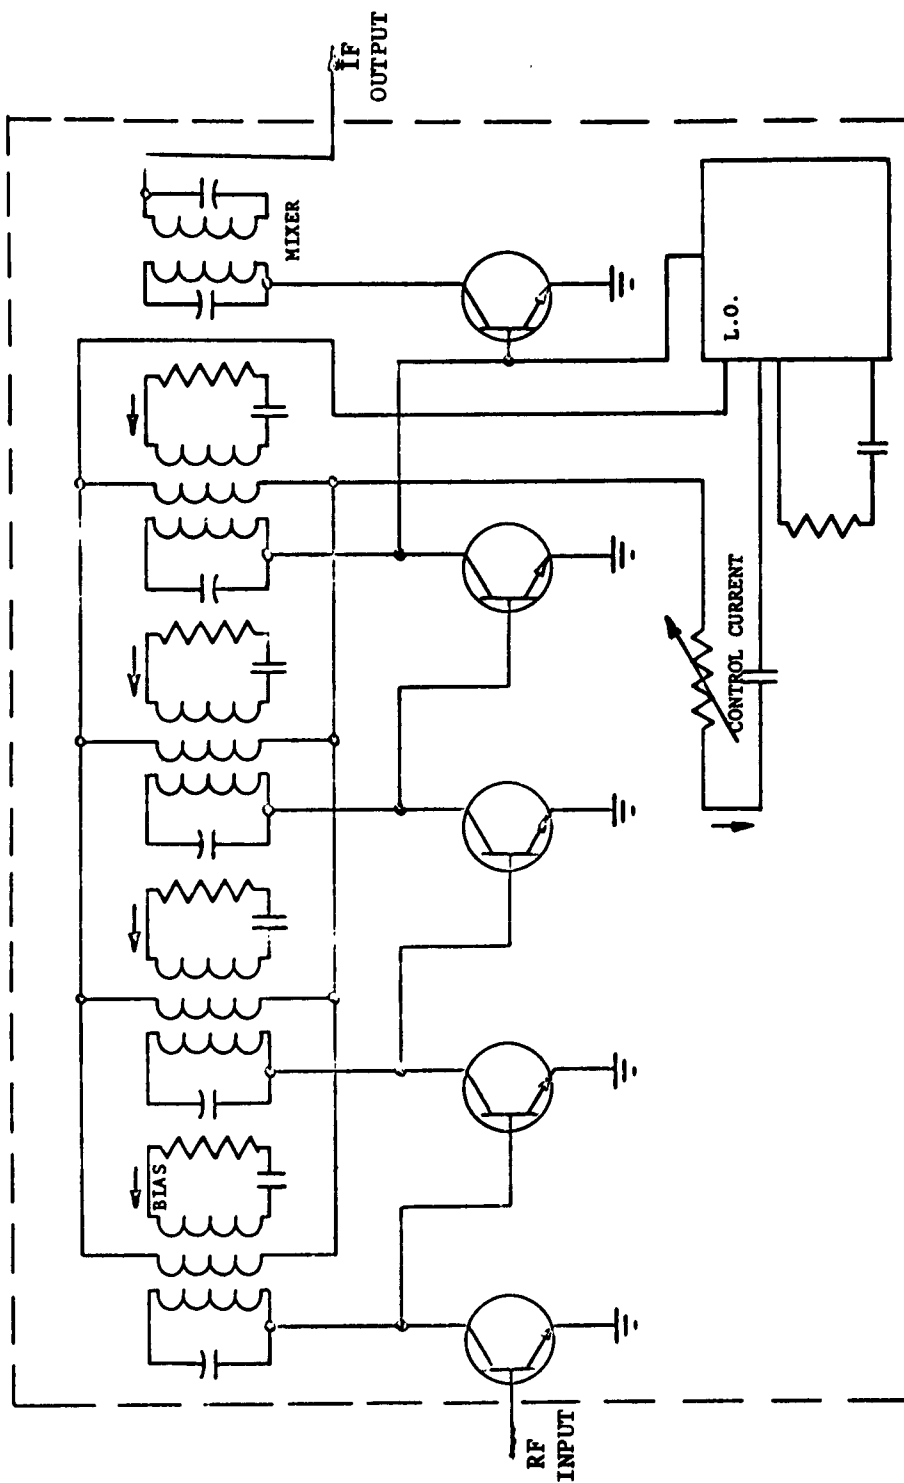 IF
OUTPUT
MIXER
L.O.
CONTROL CURRENT
BIAS
RF
INPUT